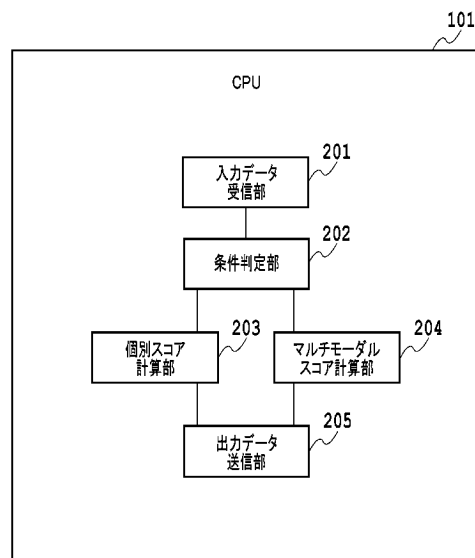 101
CPU
201
入力データ
受信部
202
条件判定部
203
個別スコア
計算部
204
マルチモーダル
スコア計算部
205
出力データ
送信部